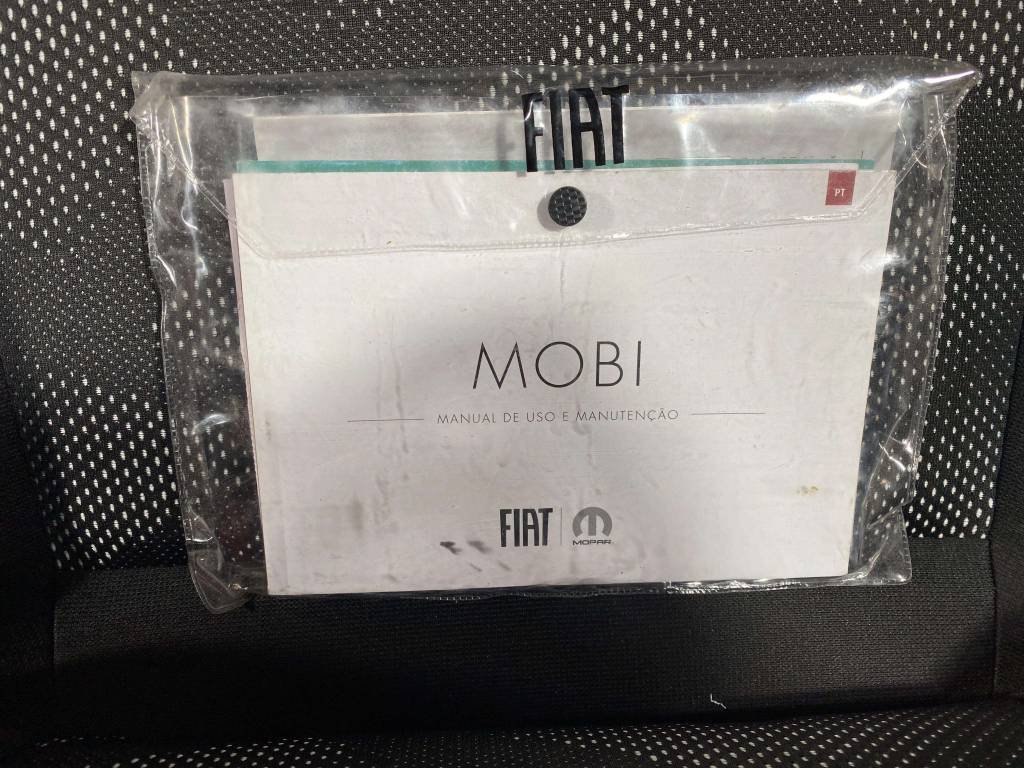 FIAT
PT
MOBI
MANUAL DE USO E MANUTENÇÃO
FIAT
MOPAR